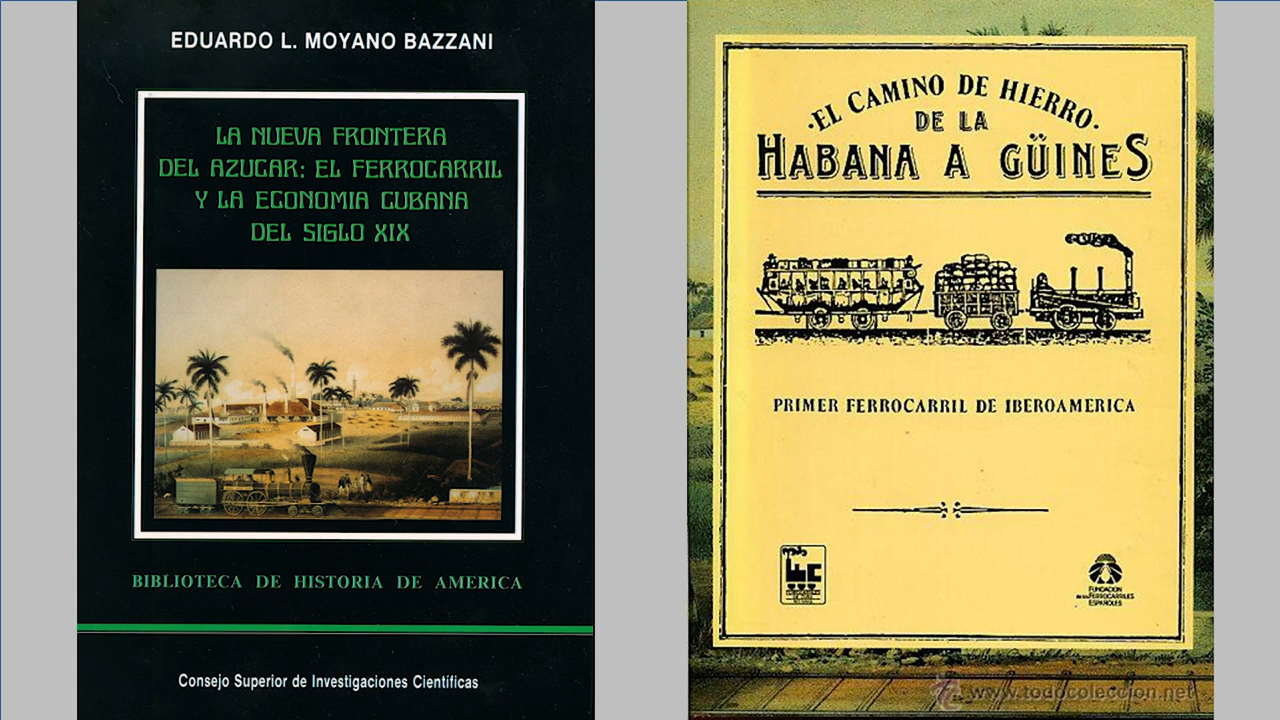 EDUARDO L. MOYANO BAZZANI
LA NUEVA FRONTERA
DEL AZUCAR: EL FERROCARRIL
Y LA ECONOMIA CUBANA
DEL SIGLO XIX
BIBLIOTECA DE HISTORIA DE AMERICA
Consejo Superior de Investigaciones Científicas
·EL CAMINO DE HIERRO·
DE LA
HABANA A GÜINES
PRIMER FERROCARRIL DE IBEROAMERICA
FUNDACION
de los FERROCARRILES
ESPAÑOLES
www.todocoleccion.net